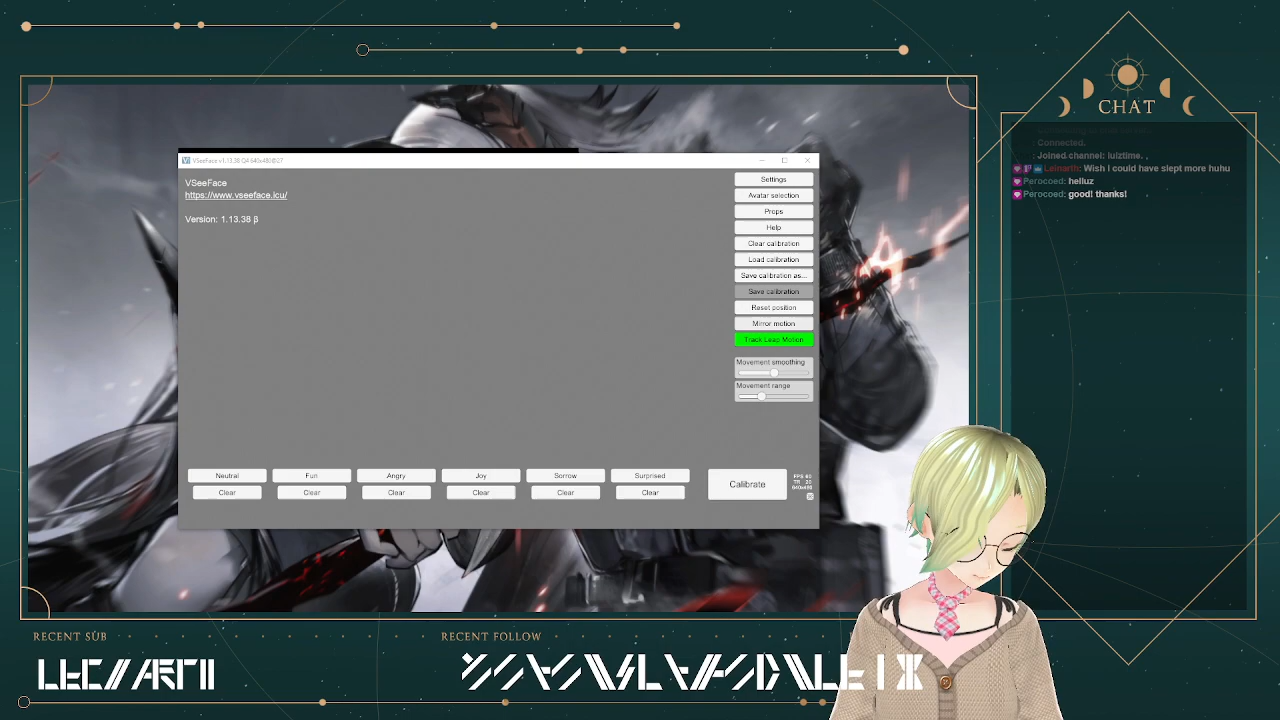 CHAT
Connected.
: Joined channel: lulztime. ,
Leinarth: Wish I could have slept more huhu
Perocoed: helluz
Perocoed: good! thanks!
VSeeFace
https://www.vseeface.icu/
Version: 1.13.38 β
Settings
Avatar selection
Props
Help
Clear calibration
Load calibration
Save calibration as...
Save calibration
Reset position
Mirror motion
Track Leap Motion
Movement smoothing
Movement range
Neutral Fun Angry Joy Sorrow Surprised
Clear Clear Clear Clear Clear Clear
Calibrate
RECENT SUB
RECENT FOLLOW